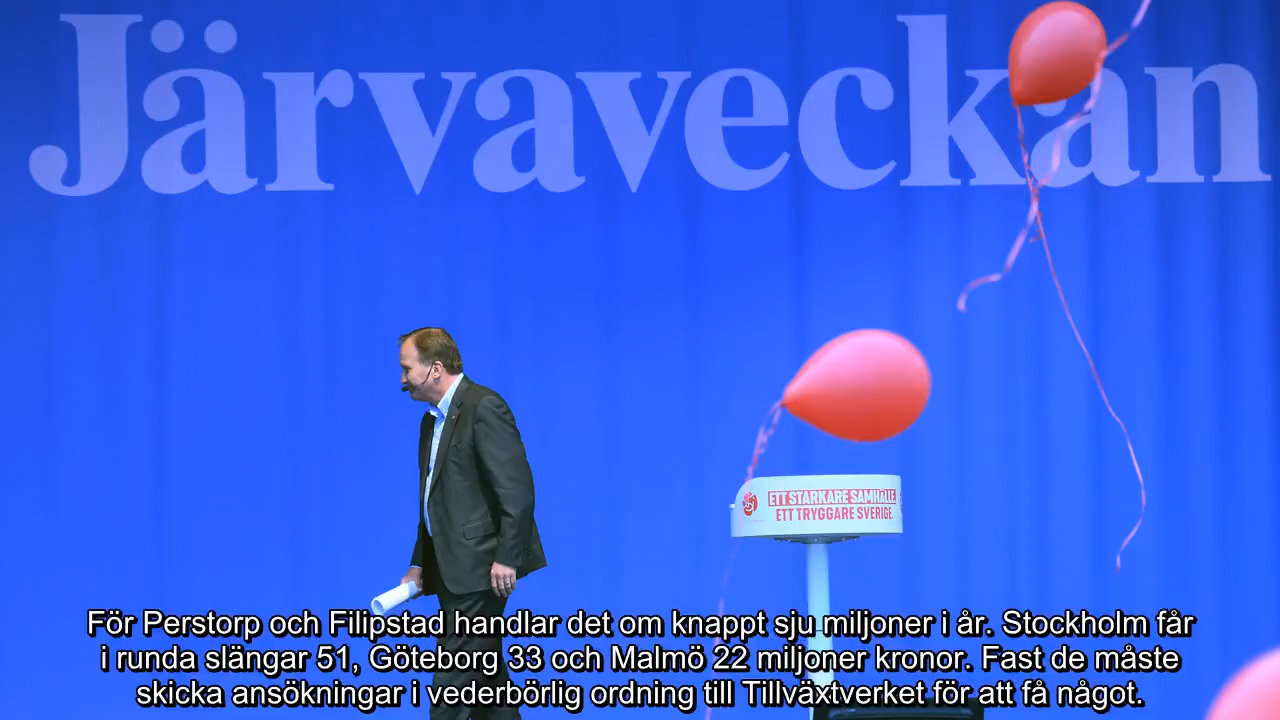 Järvaveckan
ETT STARKARE SAMHÄLLE
ETT TRYGGARE SVERIGE.
För Perstorp och Filipstad handlar det om knappt sju miljoner i år. Stockholm får
i runda slängar 51, Göteborg 33 och Malmö 22 miljoner kronor. Fast de måste
skicka ansökningar i vederbörlig ordning till Tillväxtverket för att få något.